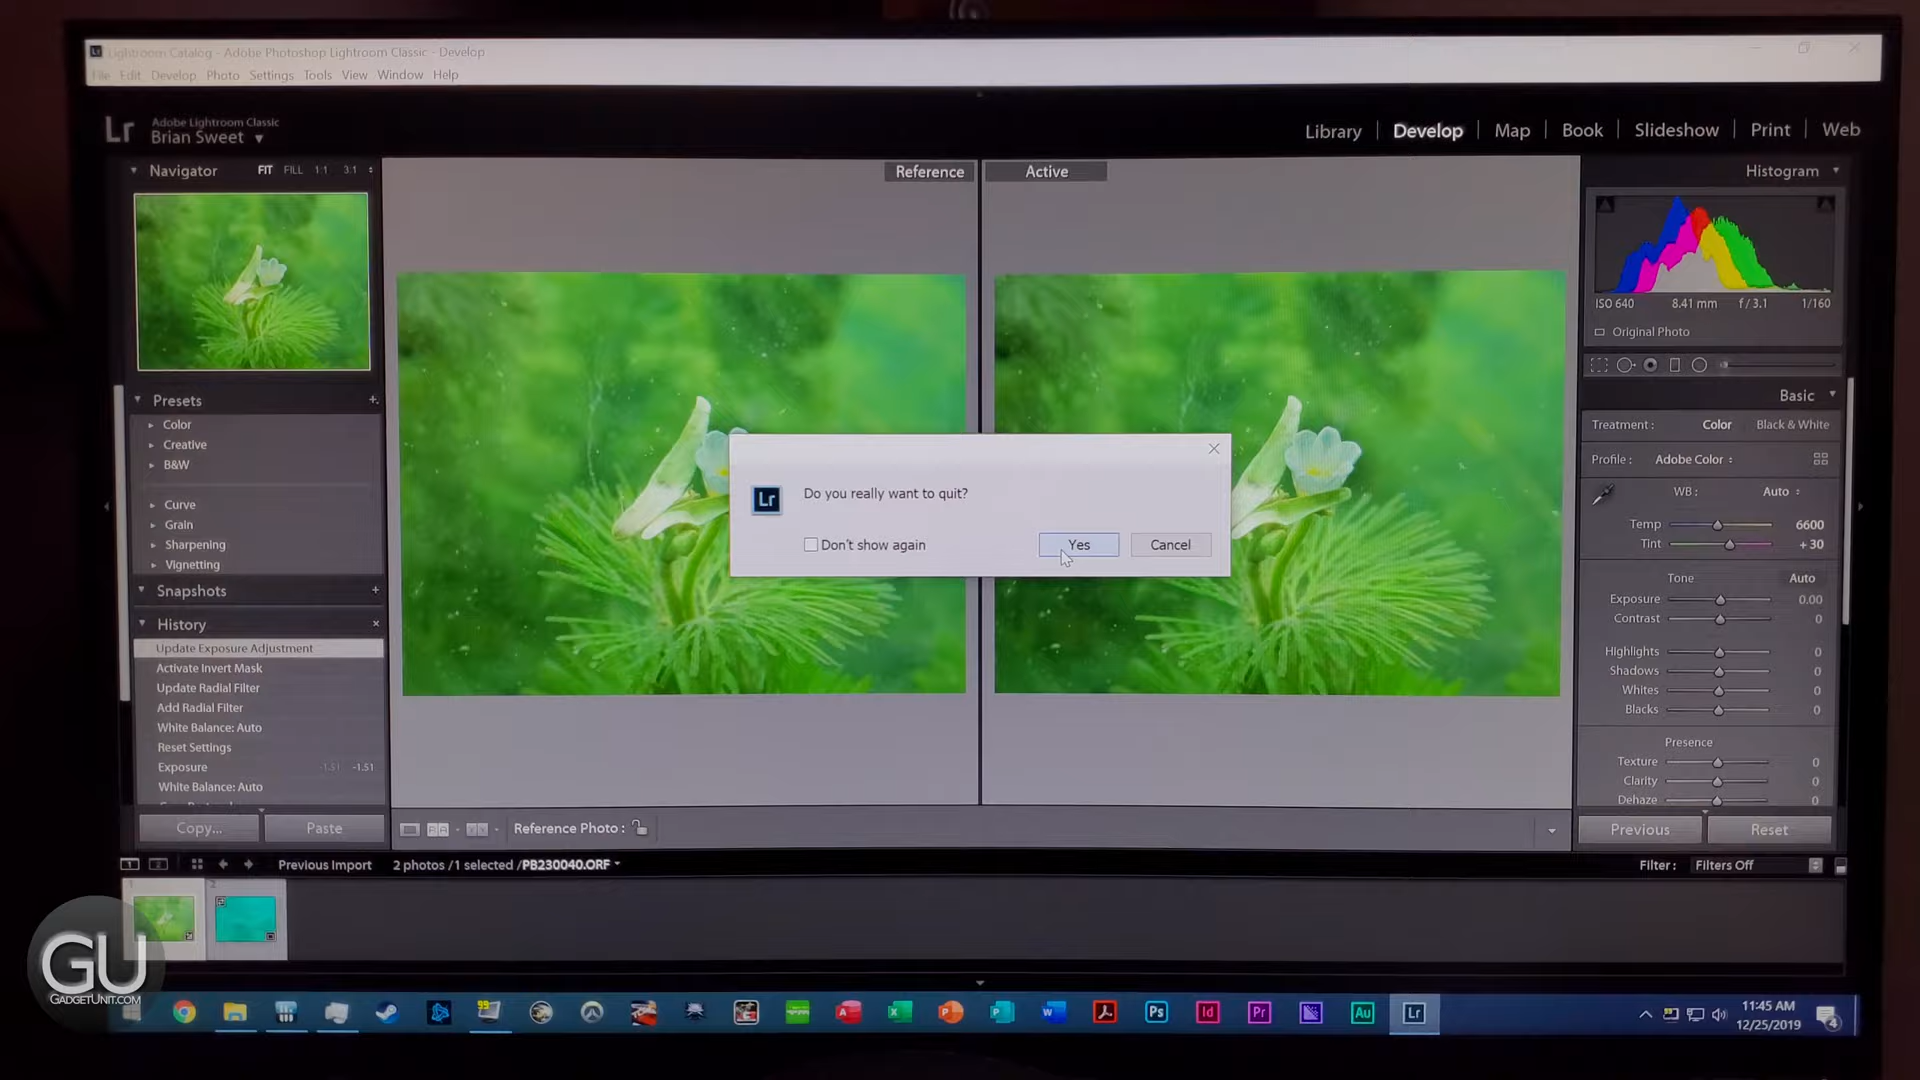 Lightroom Catalog - Adobe Photoshop Lightroom Classic - Develop
File Edit Develop Photo Settings Tools View Window Help
Lr
Adobe Lightroom Classic
Brian Sweet
Library | Develop | Map | Book | Slideshow | Print | Web
Navigator FIT FILL 1:1 3:1
Reference
Active
Histogram
ISO 640 8.41 mm f / 3.1 1/160
Original Photo
Presets +
Color
Creative
B&W
Curve
Grain
Sharpening
Vignetting
Snapshots +
History ×
Update Exposure Adjustment
Activate Invert Mask
Update Radial Filter
Add Radial Filter
White Balance: Auto
Reset Settings
Exposure -1.51 -1.51
White Balance: Auto
Copy... Paste
Lr
Do you really want to quit?
Don't show again
Yes Cancel
Basic
Treatment : Color Black & White
Profile : Adobe Color
WB : Auto
Temp 6600
Tint + 30
Tone Auto
Exposure 0.00
Contrast 0
Highlights 0
Shadows 0
Whites 0
Blacks 0
Presence
Texture 0
Clarity 0
Dehaze 0
Previous Reset
Reference Photo :
1 2 Previous Import 2 photos /1 selected /PB230040.ORF
Filter : Filters Off
1 2
GU
GADGETUNIT.COM
99 Ps Id Pr Au Lr
11:45 AM
12/25/2019
4